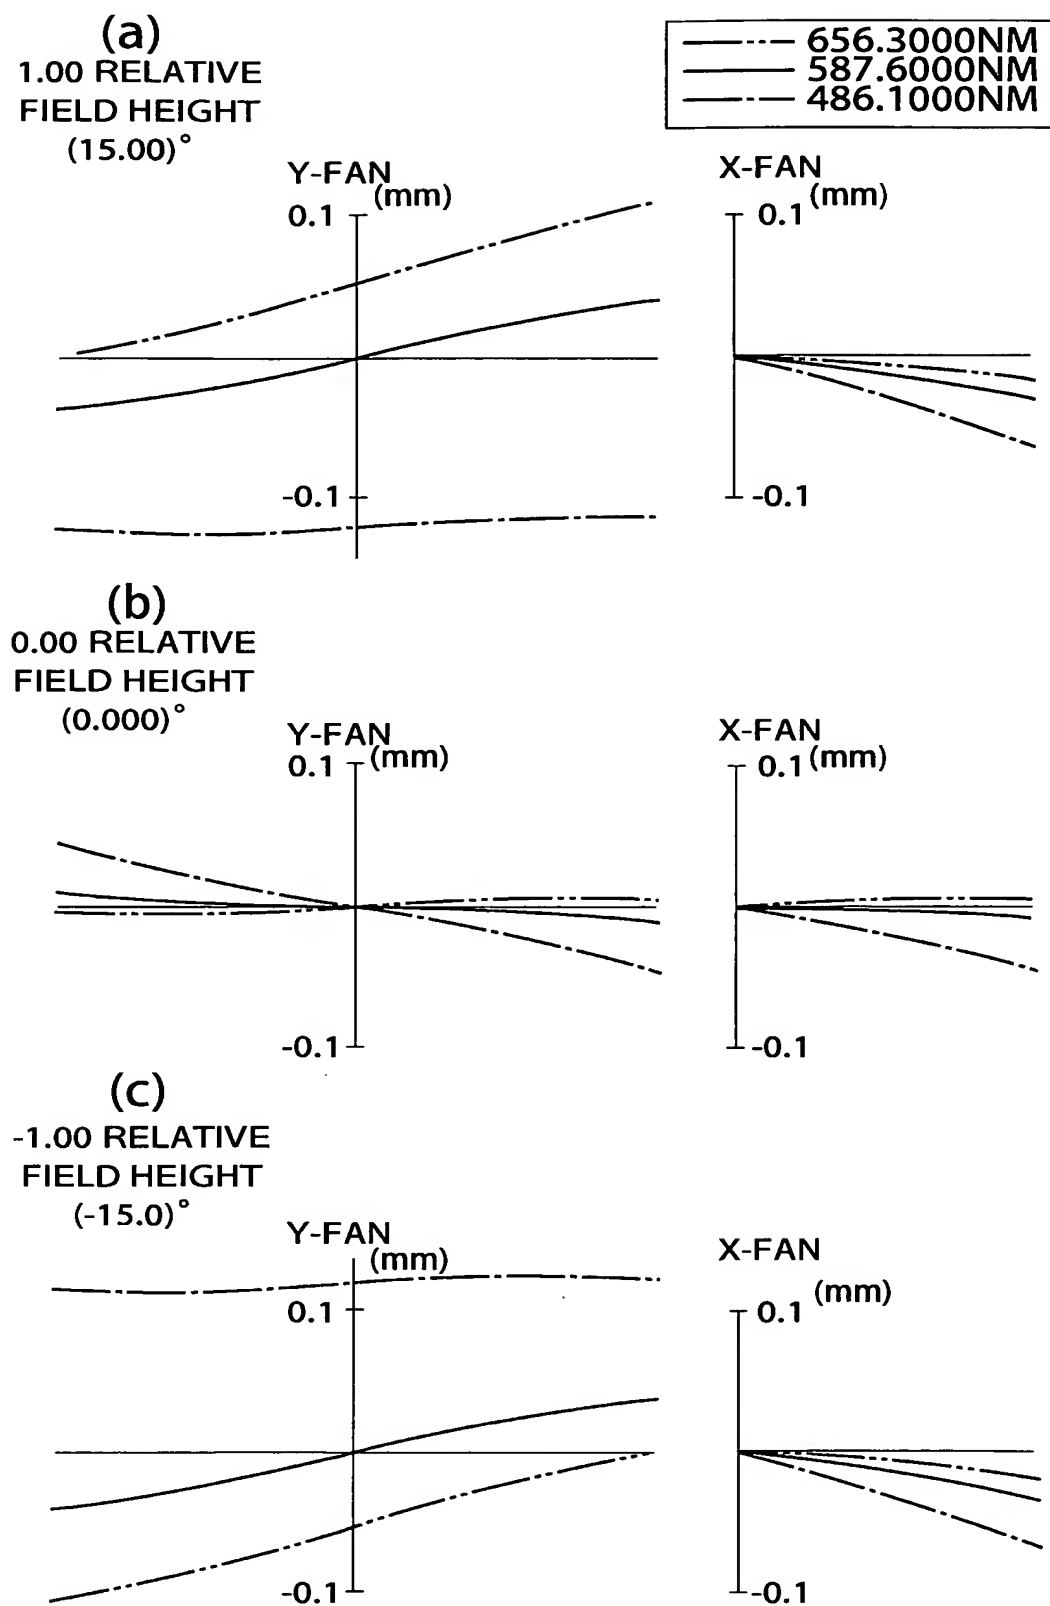 (a)
1.00 RELATIVE
FIELD HEIGHT
(15.00)°
656.3000NM
587.6000NM
486.1000NM
Y-FAN
(mm)
0.1
-0.1
X-FAN
(mm)
0.1
-0.1
(b)
0.00 RELATIVE
FIELD HEIGHT
(0.000)°
Y-FAN
(mm)
0.1
-0.1
X-FAN
(mm)
0.1
-0.1
(c)
-1.00 RELATIVE
FIELD HEIGHT
(-15.0)°
Y-FAN
(mm)
0.1
-0.1
X-FAN
(mm)
0.1
-0.1